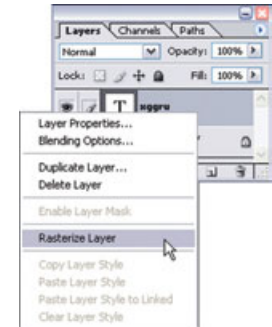 Layers Channels Paths
Normal Opacity: 100%
Lock: Fill: 100%
T xggru
Layer Properties...
Blending Options...
Duplicate Layer...
Delete Layer
Enable Layer Mask
Rasterize Layer
Copy Layer Style
Paste Layer Style
Paste Layer Style to Linked
Clear Layer Style